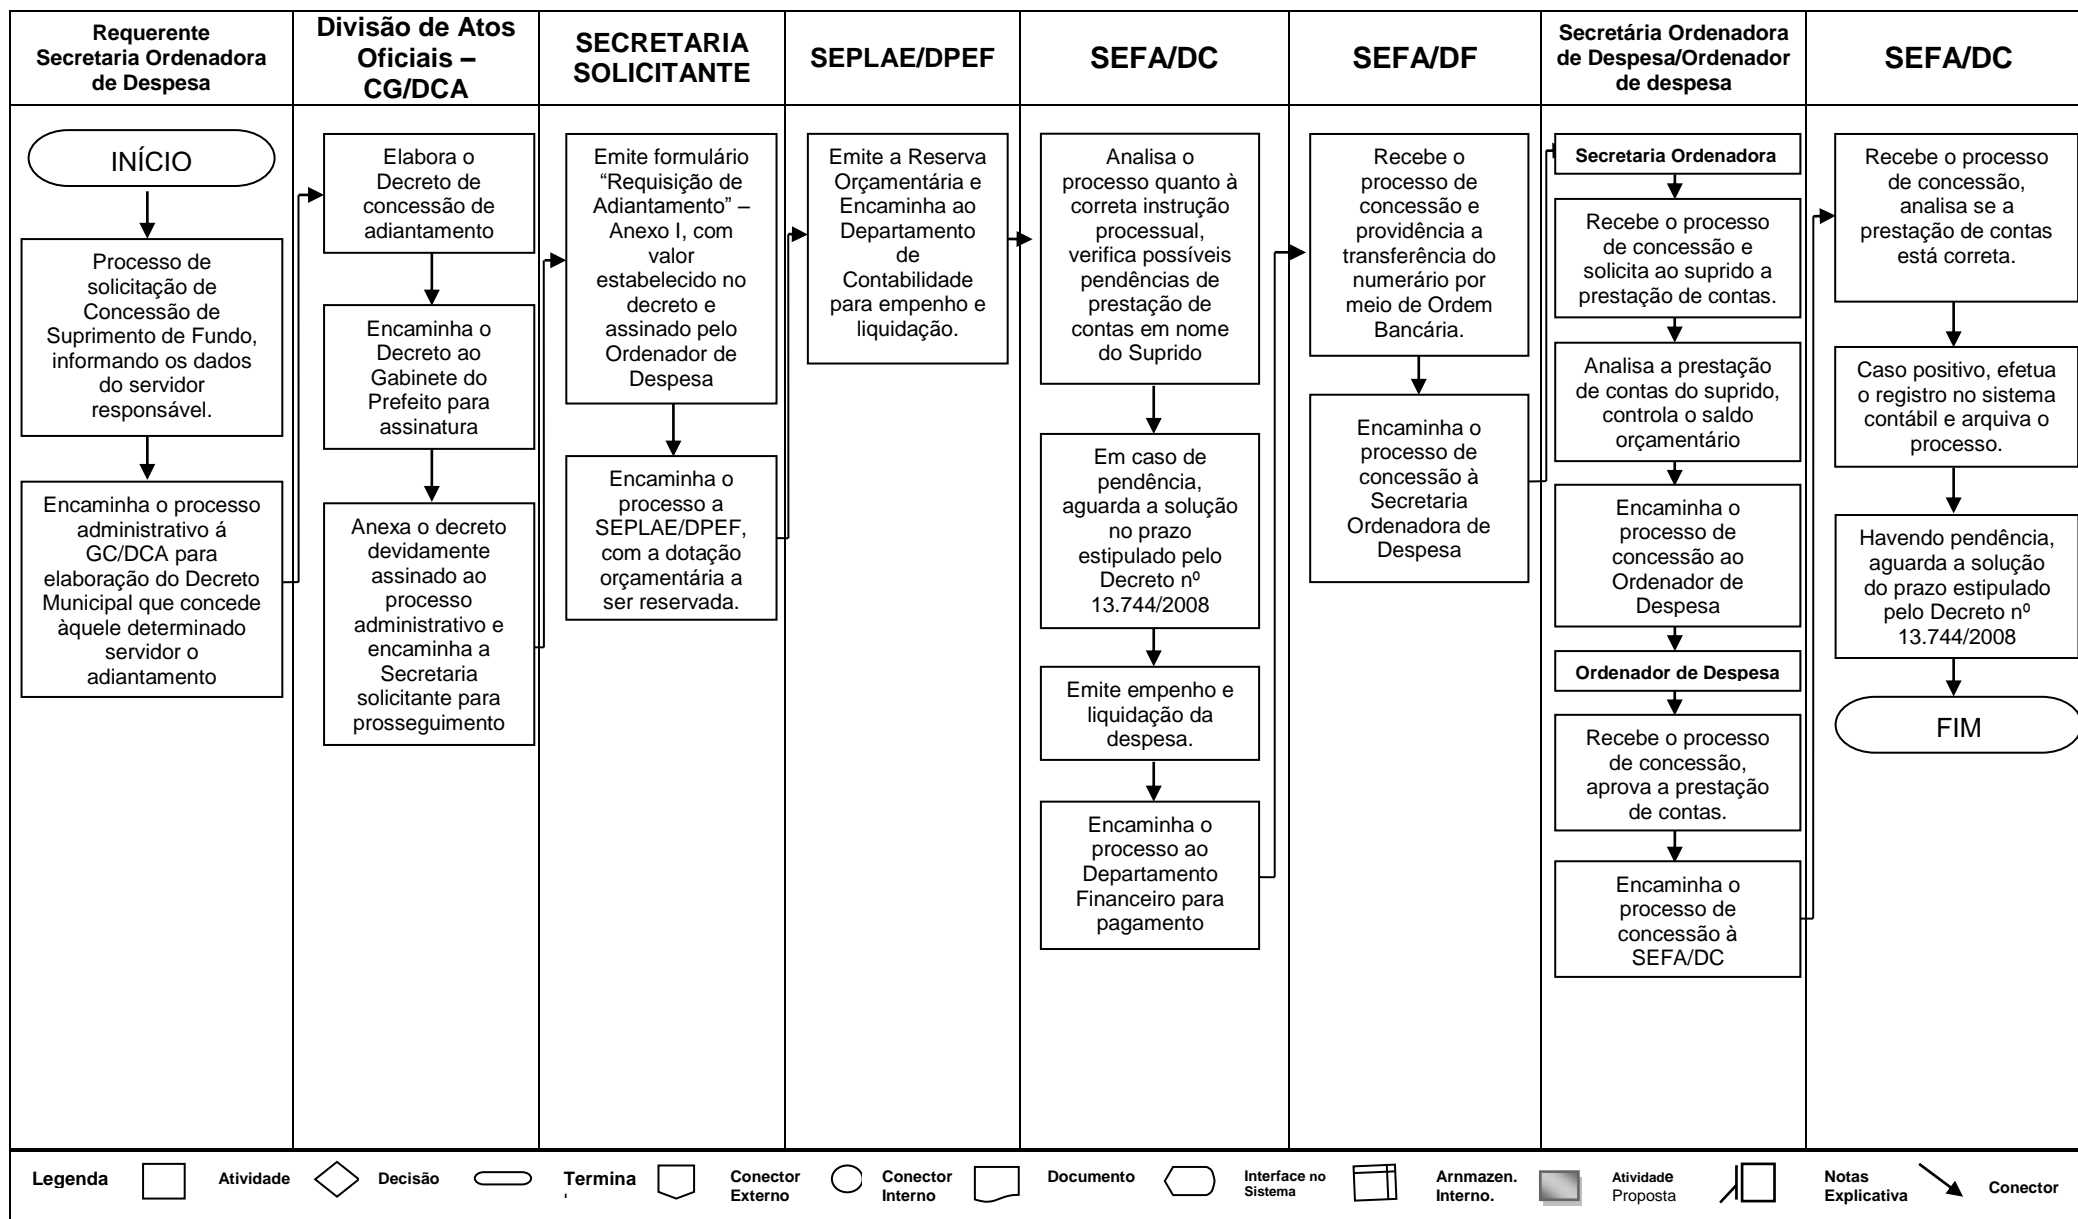 Requerente
Secretaria Ordenadora
de Despesa
Divisão de Atos
Oficiais –
CG/DCA
SECRETARIA
SOLICITANTE
SEPLAE/DPEF
SEFA/DC
SEFA/DF
Secretária Ordenadora
de Despesa/Ordenador
de despesa
SEFA/DC
INÍCIO
Processo de
solicitação de
Concessão de
Suprimento de Fundo,
informando os dados
do servidor
responsável.
Encaminha o processo
administrativo á
GC/DCA para
elaboração do Decreto
Municipal que concede
àquele determinado
servidor o
adiantamento
Elabora o
Decreto de
concessão de
adiantamento
Encaminha o
Decreto ao
Gabinete do
Prefeito para
assinatura
Anexa o decreto
devidamente
assinado ao
processo
administrativo e
encaminha a
Secretaria
solicitante para
prosseguimento
Emite formulário
“Requisição de
Adiantamento” –
Anexo I, com
valor
estabelecido no
decreto e
assinado pelo
Ordenador de
Despesa
Encaminha o
processo a
SEPLAE/DPEF,
com a dotação
orçamentária a
ser reservada.
Emite a Reserva
Orçamentária e
Encaminha ao
Departamento
de
Contabilidade
para empenho e
liquidação.
Analisa o
processo quanto à
correta instrução
processual,
verifica possíveis
pendências de
prestação de
contas em nome
do Suprido
Em caso de
pendência,
aguarda a solução
no prazo
estipulado pelo
Decreto nº
13.744/2008
Emite empenho e
liquidação da
despesa.
Encaminha o
processo ao
Departamento
Financeiro para
pagamento
Recebe o
processo de
concessão e
providência a
transferência do
numerário por
meio de Ordem
Bancária.
Encaminha o
processo de
concessão à
Secretaria
Ordenadora de
Despesa
Secretaria Ordenadora
Recebe o processo
de concessão e
solicita ao suprido a
prestação de contas.
Analisa a prestação
de contas do suprido,
controla o saldo
orçamentário
Encaminha o
processo de
concessão ao
Ordenador de
Despesa
Ordenador de Despesa
Recebe o processo
de concessão,
aprova a prestação
de contas.
Encaminha o
processo de
concessão à
SEFA/DC
Recebe o processo
de concessão,
analisa se a
prestação de contas
está correta.
Caso positivo, efetua
o registro no sistema
contábil e arquiva o
processo.
Havendo pendência,
aguarda a solução
do prazo estipulado
pelo Decreto nº
13.744/2008
FIM
Legenda
Atividade
Decisão
Termina
Conector
Externo
Conector
Interno
Documento
Interface no
Sistema
Arnmazen.
Interno.
Atividade
Proposta
Notas
Explicativa
Conector